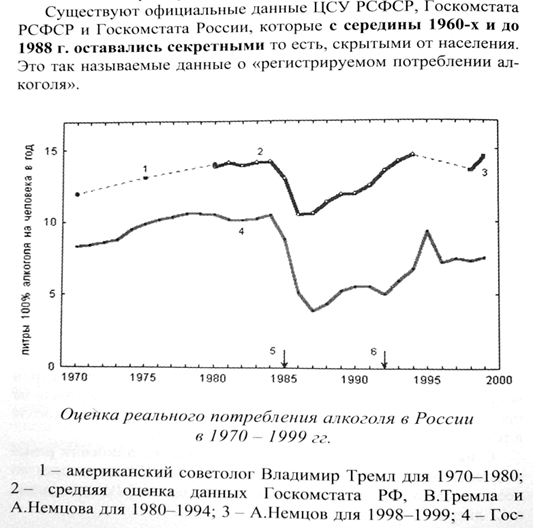 Существуют официальные данные ЦСУ РСФСР, Госкомстата
РСФСР и Госкомстата России, которые с середины 1960-х и до
1988 г. оставались секретными то есть, скрытыми от населения.
Это так называемые данные о «регистрируемом потреблении ал-
коголя».
литры 100% алкоголя на человека в год
15
10
5
0
1
2
3
4
5
6
1970 1975 1980 1985 1990 1995 2000
Оценка реального потребления алкоголя в России
в 1970 – 1999 гг.
1 – американский советолог Владимир Тремл для 1970–1980;
2 – средняя оценка данных Госкомстата РФ, В.Тремла и
А.Немцова для 1980–1994; 3 – А.Немцов для 1998–1999; 4 – Гос-